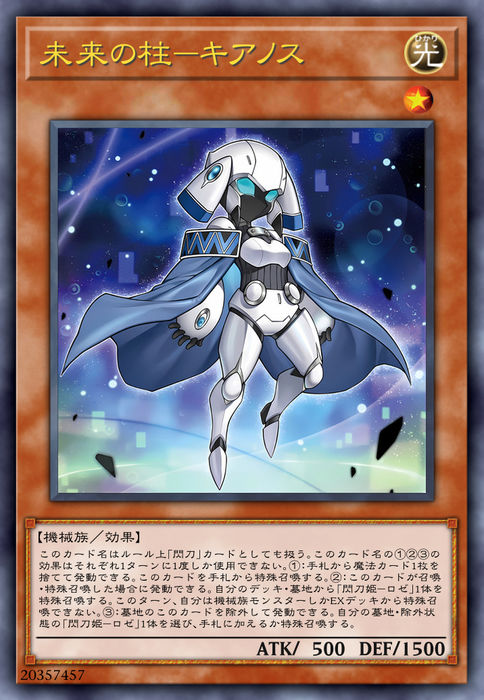 未来の柱－キアノス
ひかり
光
【機械族／効果】
このカード名はルール上「閃刀」カードとしても扱う。このカード名の①②③の
効果はそれぞれ1ターンに1度しか使用できない。①：手札から魔法カード1枚を
捨てて発動できる。このカードを手札から特殊召喚する。②：このカードが召喚
・特殊召喚した場合に発動できる。自分のデッキ・墓地から「閃刀姫－ロゼ」1体を
特殊召喚する。このターン、自分は機械族モンスターしかEXデッキから特殊召
喚できない。③：墓地のこのカードを除外して発動できる。自分の墓地・除外状
態の「閃刀姫－ロゼ」1体を選び、手札に加えるか特殊召喚する。
ATK/ 500 DEF/1500
20357457